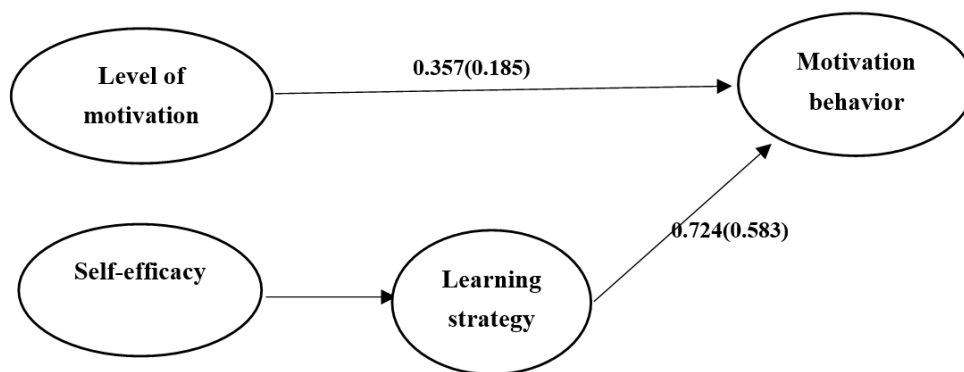 Level of
motivation
0.357(0.185)
Motivation
behavior
Self-efficacy
Learning
strategy
0.724(0.583)